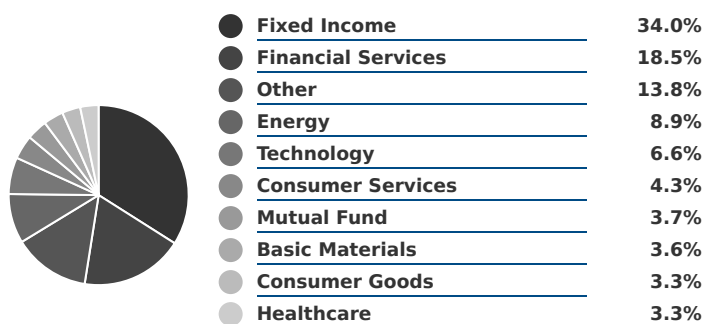 Fixed Income 34.0%
Financial Services 18.5%
Other 13.8%
Energy 8.9%
Technology 6.6%
Consumer Services 4.3%
Mutual Fund 3.7%
Basic Materials 3.6%
Consumer Goods 3.3%
Healthcare 3.3%